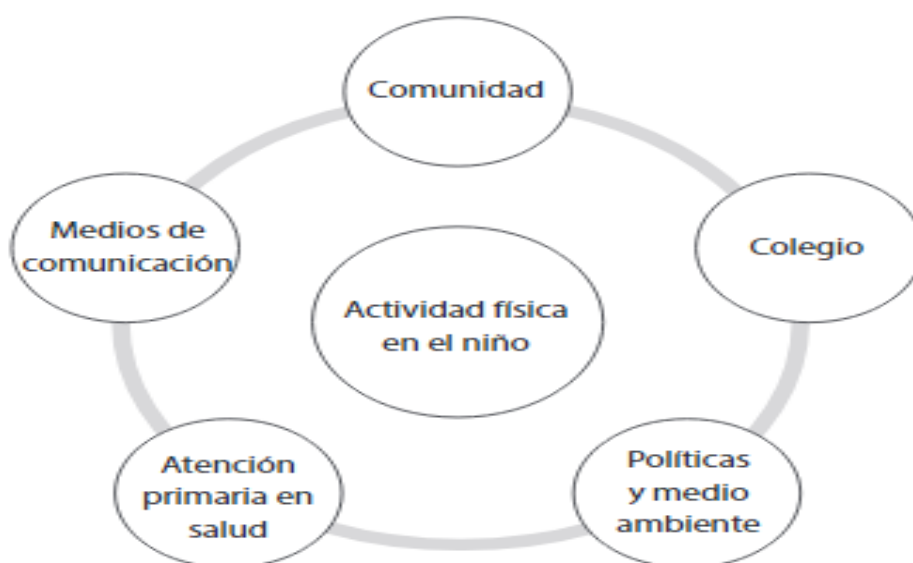 Comunidad
Medios de
comunicación
Colegio
Actividad física
en el niño
Atención
primaria en
salud
Políticas
y medio
ambiente